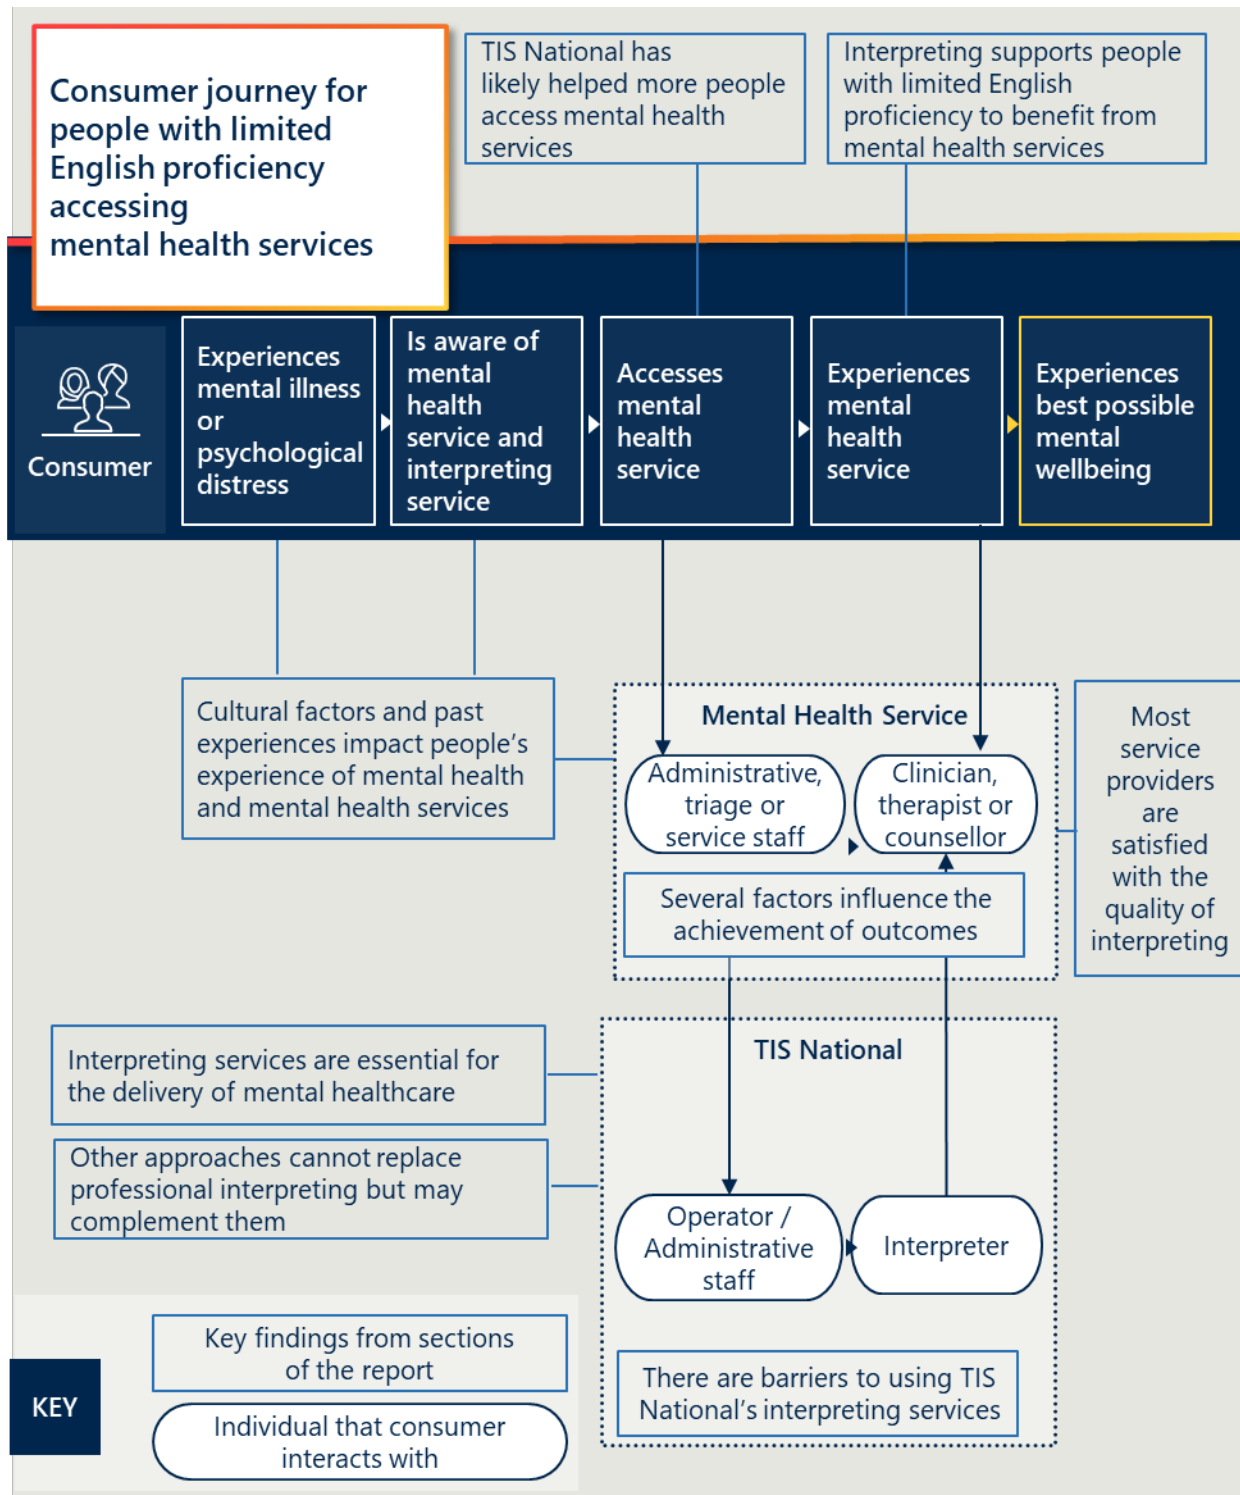 Consumer journey for
people with limited
English proficiency
accessing
mental health services
TIS National has
likely helped more people
access mental health
services
Interpreting supports people
with limited English
proficiency to benefit from
mental health services
Consumer
Experiences
mental illness
or
psychological
distress
Is aware of
mental
health
service and
interpreting
service
Accesses
mental
health
service
Experiences
mental
health
service
Experiences
best possible
mental
wellbeing
Cultural factors and past
experiences impact people's
experience of mental health
and mental health services
Mental Health Service
Administrative,
triage or
service staff
Clinician,
therapist or
counsellor
Several factors influence the
achievement of outcomes
Most
service
providers
are
satisfied
with the
quality of
interpreting
Interpreting services are essential for
the delivery of mental healthcare
Other approaches cannot replace
professional interpreting but may
complement them
TIS National
Operator /
Administrative
staff
Interpreter
There are barriers to using TIS
National's interpreting services
KEY
Key findings from sections
of the report
Individual that consumer
interacts with